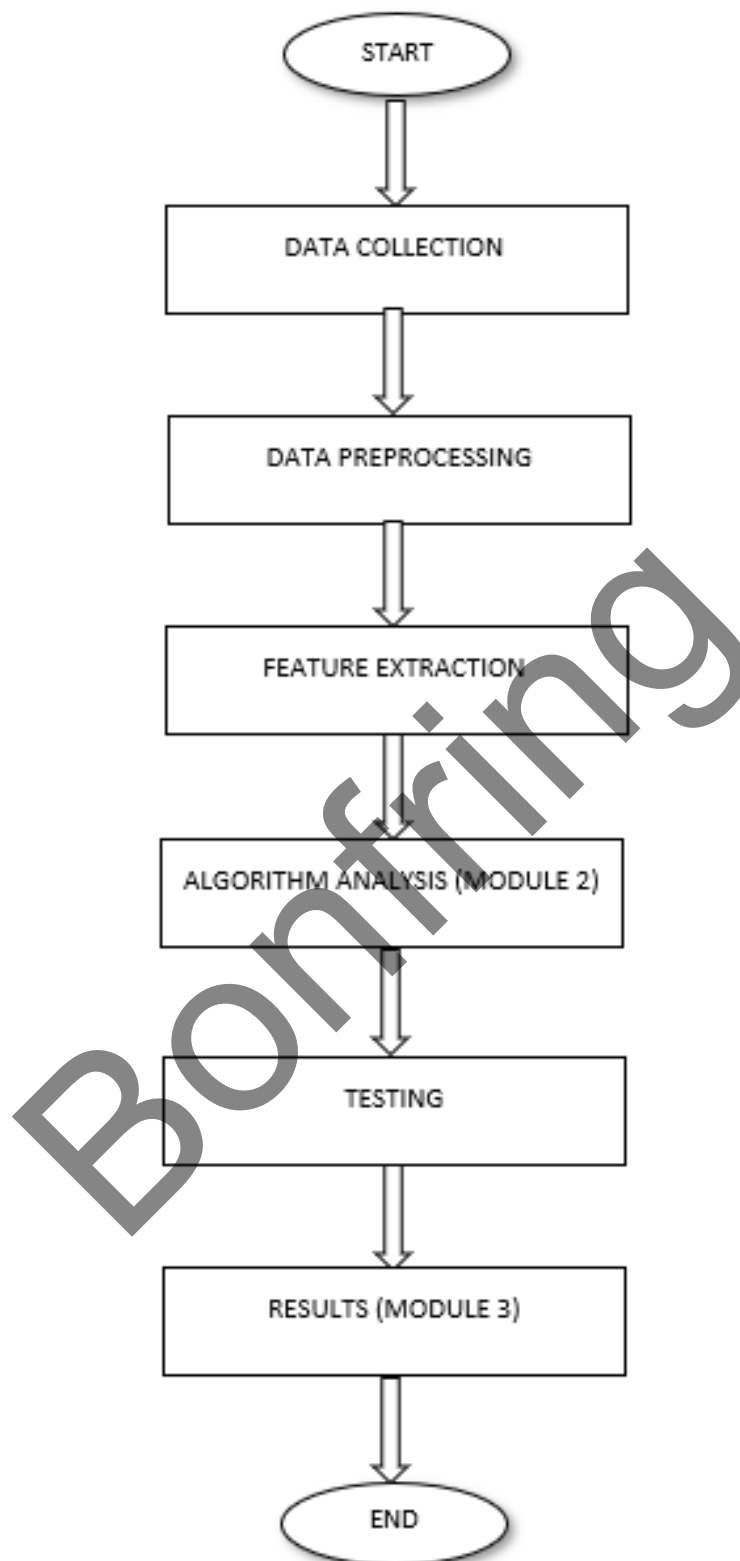 START
DATA COLLECTION
DATA PREPROCESSING
FEATURE EXTRACTION
ALGORITHM ANALYSIS (MODULE 2)
TESTING
RESULTS (MODULE 3)
END
Bonfring